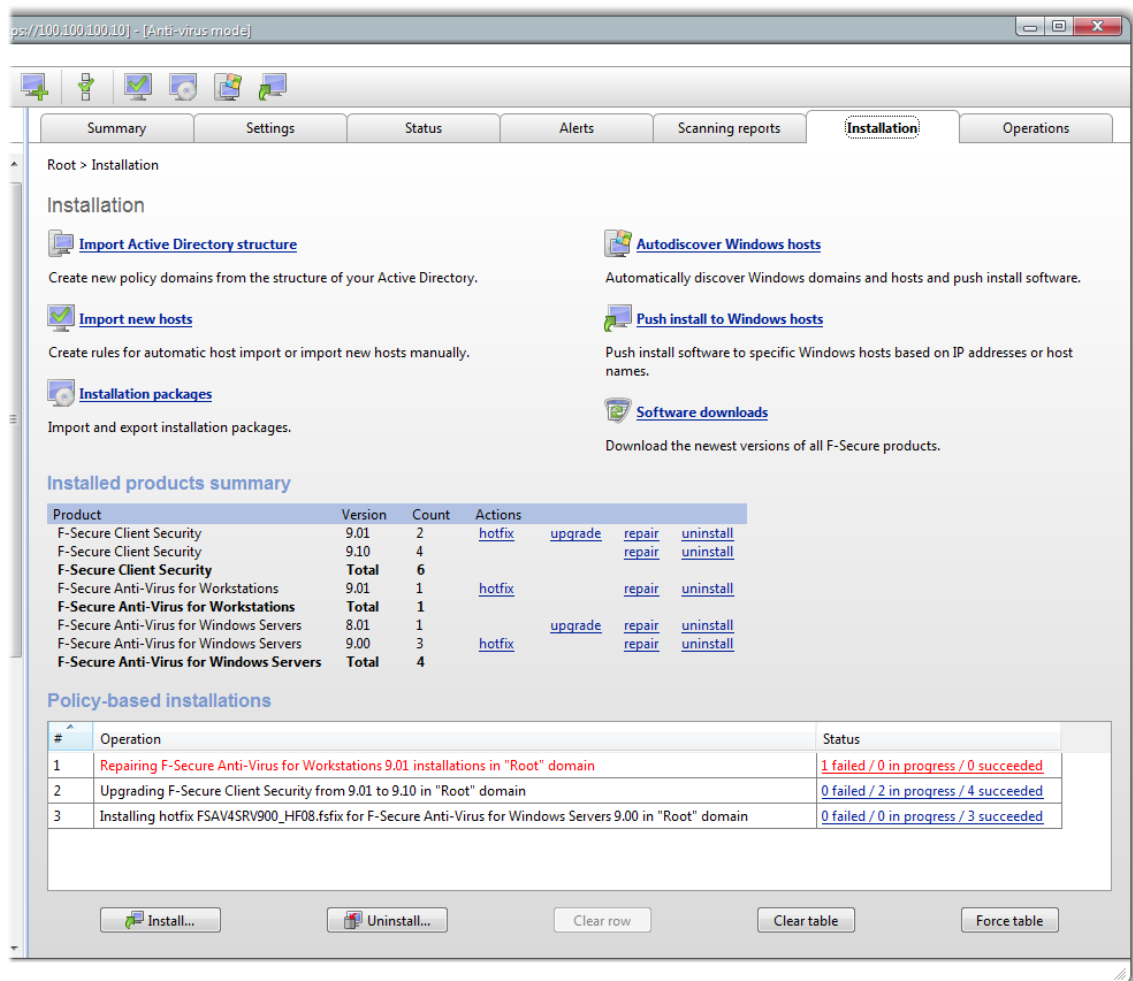 ps://100.100.100.10] - [Anti-virus mode]
Summary Settings Status Alerts Scanning reports Installation Operations
Root > Installation
Installation
Import Active Directory structure
Create new policy domains from the structure of your Active Directory.
Import new hosts
Create rules for automatic host import or import new hosts manually.
Installation packages
Import and export installation packages.
Autodiscover Windows hosts
Automatically discover Windows domains and hosts and push install software.
Push install to Windows hosts
Push install software to specific Windows hosts based on IP addresses or host
names.
Software downloads
Download the newest versions of all F-Secure products.
Installed products summary
Product Version Count Actions
F-Secure Client Security 9.01 2 hotfix upgrade repair uninstall
F-Secure Client Security 9.10 4 repair uninstall
F-Secure Client Security Total 6
F-Secure Anti-Virus for Workstations 9.01 1 hotfix repair uninstall
F-Secure Anti-Virus for Workstations Total 1
F-Secure Anti-Virus for Windows Servers 8.01 1 upgrade repair uninstall
F-Secure Anti-Virus for Windows Servers 9.00 3 hotfix repair uninstall
F-Secure Anti-Virus for Windows Servers Total 4
Policy-based installations
# Operation Status
1 Repairing F-Secure Anti-Virus for Workstations 9.01 installations in "Root" domain 1 failed / 0 in progress / 0 succeeded
2 Upgrading F-Secure Client Security from 9.01 to 9.10 in "Root" domain 0 failed / 2 in progress / 4 succeeded
3 Installing hotfix FSAV4SRV900_HF08.fsfix for F-Secure Anti-Virus for Windows Servers 9.00 in "Root" domain 0 failed / 0 in progress / 3 succeeded
Install... Uninstall... Clear row Clear table Force table